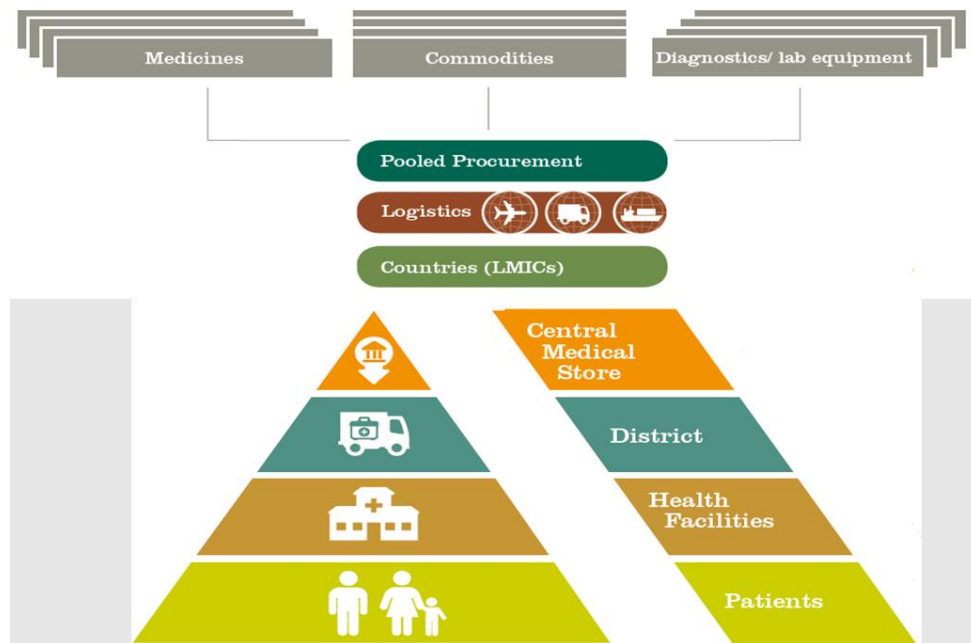 Medicines
Commodities
Diagnostics/ lab equipment
Pooled Procurement
Logistics
Countries (LMICs)
Central
Medical
Store
District
Health
Facilities
Patients